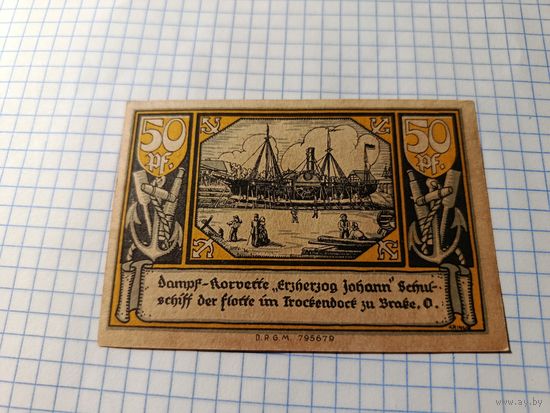 50 50
Pf. Pf.
Dampf-Korvette „Erzherzog Johann" Schul-
schiff der Flotte im Trockendock zu Brake. O.
D.R.G.M. 795679
www.ay.by